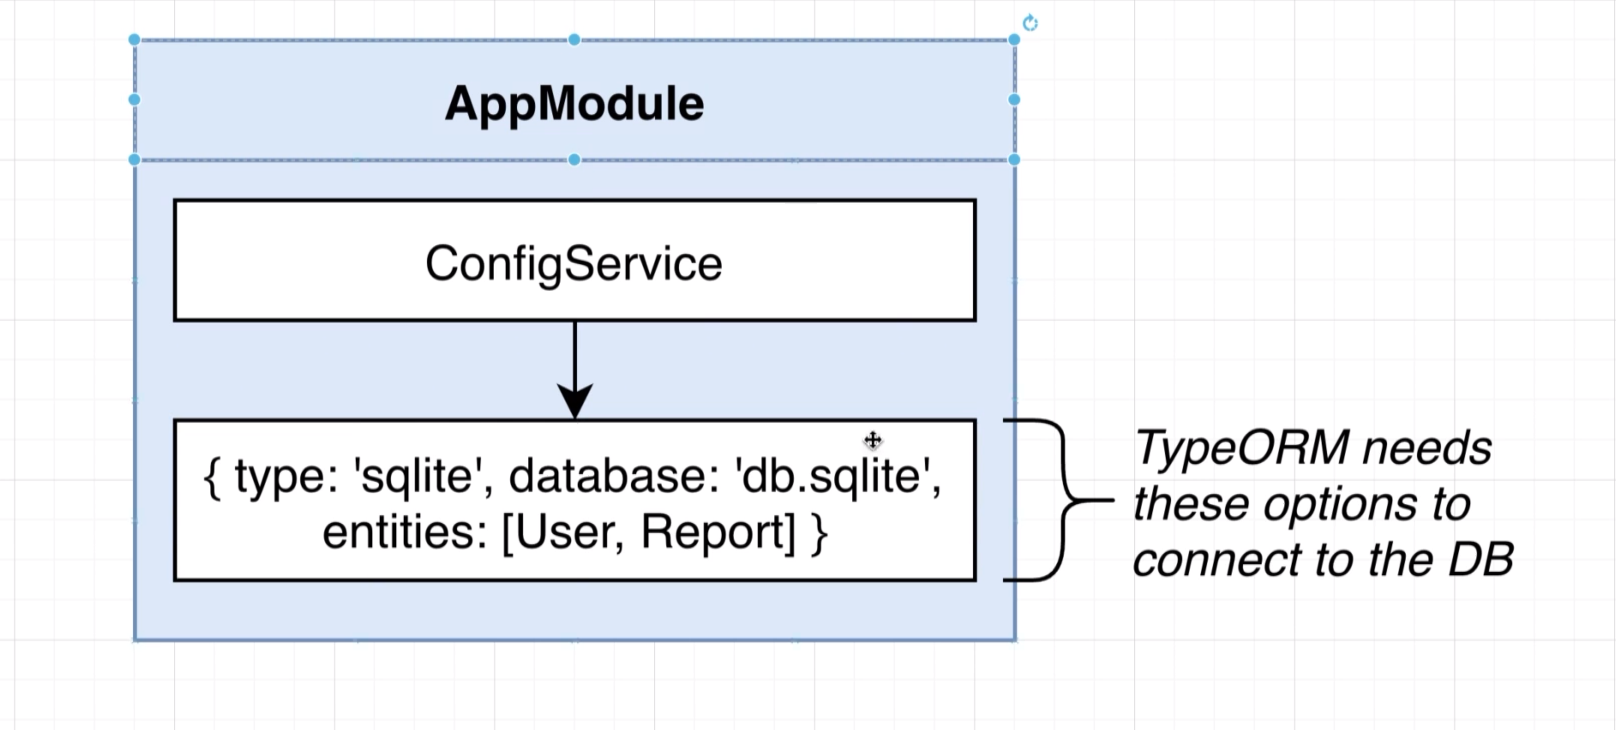 AppModule
ConfigService
{ type: 'sqlite', database: 'db.sqlite',
entities: [User, Report] }
TypeORM needs
these options to
connect to the DB